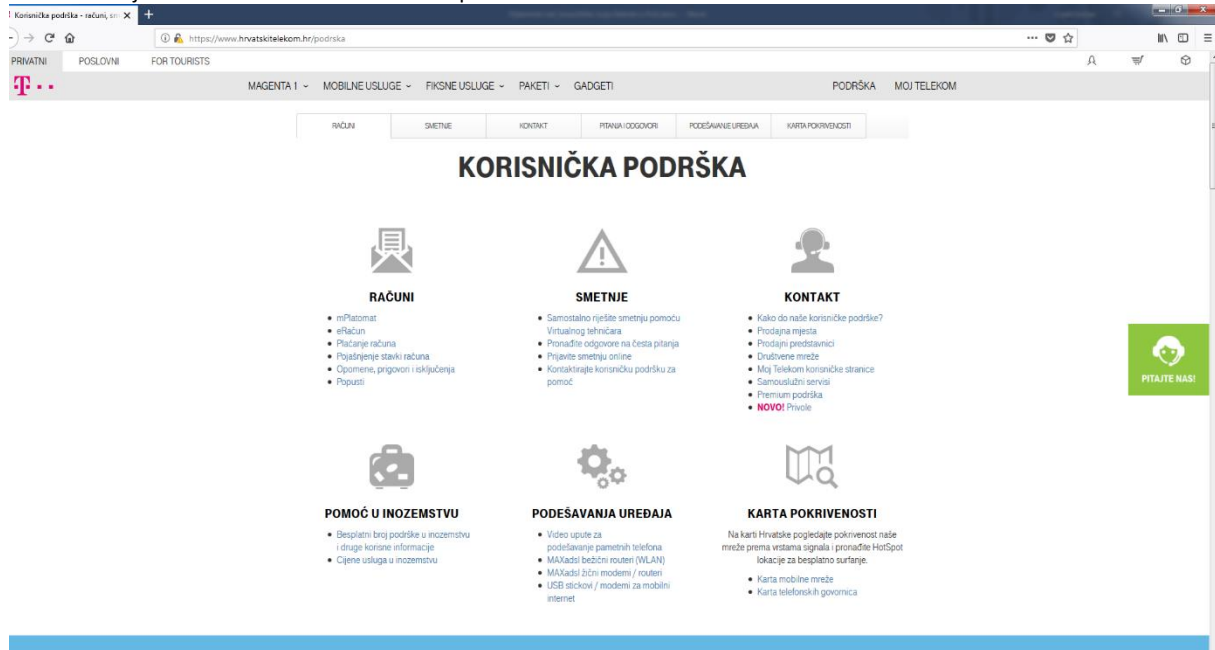 Korisnička podrška - računi, sm
https://www.hrvatskitelekom.hr/podrska
PRIVATNI POSLOVNI FOR TOURISTS
T
MAGENTA 1 MOBILNE USLUGE FIKSNE USLUGE PAKETI GADGETI PODRŠKA MOJ TELEKOM
RAČUNI SMETNJE KONTAKT PITANJA I ODGOVORI PODEŠAVANJE UREĐAJA KARTA POKRIVENOSTI
KORISNIČKA PODRŠKA
RAČUNI
mPlatomat
eRačun
Plaćanje računa
Pojašnjenje stavki računa
Opomene, prigovori i isključenja
Popusti
SMETNJE
Samostalno riješite smetnju pomoću
Virtualnog tehničara
Pronađite odgovore na česta pitanja
Prijavite smetnju online
Kontaktirajte korisničku podršku za
pomoć
KONTAKT
Kako do naše korisničke podrške?
Prodajna mjesta
Prodajni predstavnici
Društvene mreže
Moj Telekom korisničke stranice
Samouslužni servisi
Premium podrška
NOVO! Privole
PITAJTE NAS!
POMOĆ U INOZEMSTVU
Besplatni broj podrške u inozemstvu
i druge korisne informacije
Cijene usluga u inozemstvu
PODEŠAVANJA UREĐAJA
Video upute za
podešavanje pametnih telefona
MAXadsl bežični routeri (WLAN)
MAXadsl žični modemi / routeri
USB stickovi / modemi za mobilni
internet
KARTA POKRIVENOSTI
Na karti Hrvatske pogledajte pokrivenost naše
mreže prema vrstama signala i pronađite HotSpot
lokacije za besplatno surfanje.
Karta mobilne mreže
Karta telefonskih govornica